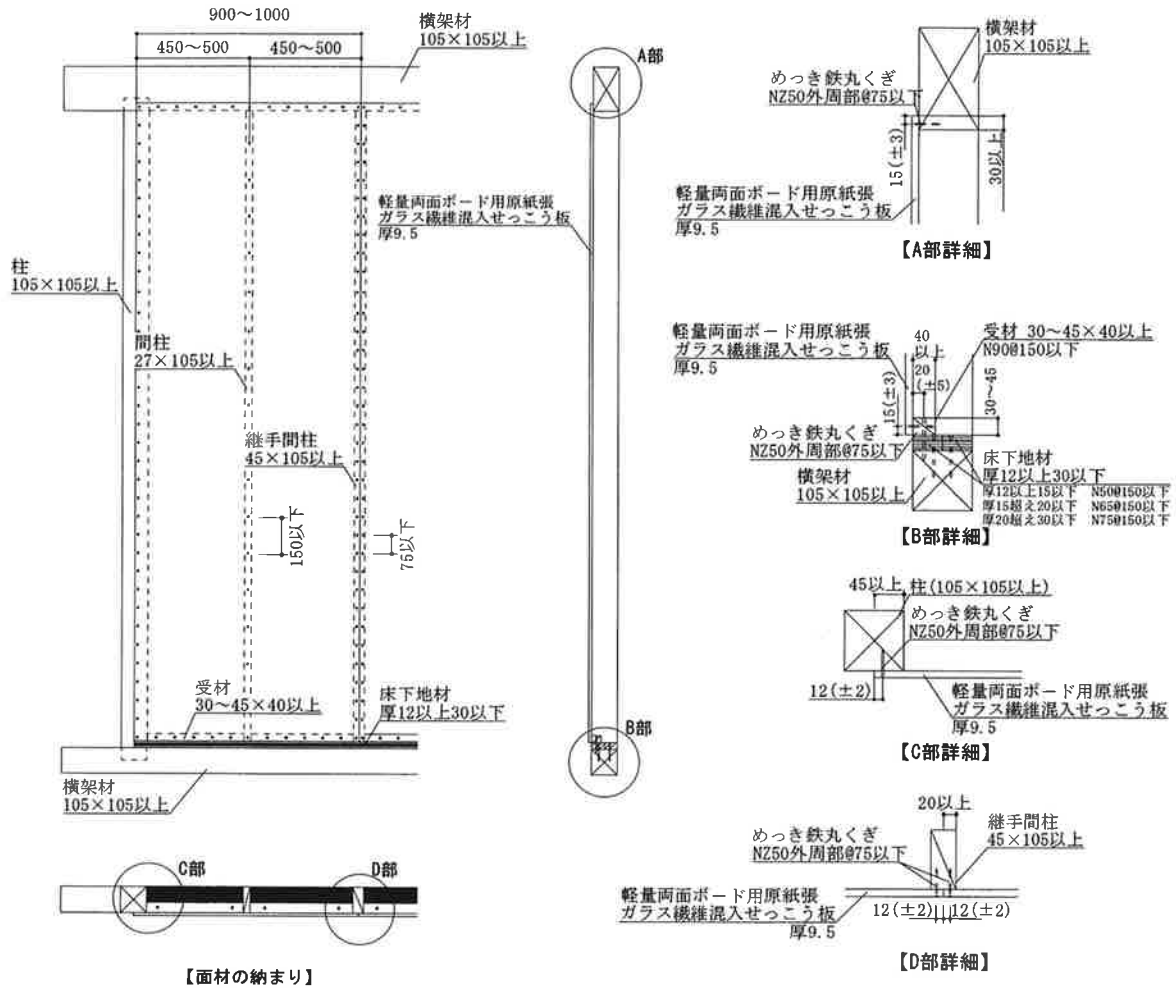 900～1000
450～500
450～500
横架材
105×105以上
柱
105×105以上
間柱
27×105以上
継手間柱
45×105以上
150以下
75以下
受材
30～45×40以上
床下地材
厚12以上30以下
横架材
105×105以上
C部
D部
【面材の納まり】
A部
軽量両面ボード用原紙張
ガラス繊維混入せっこう板
厚9.5
B部
横架材
105×105以上
めっき鉄丸くぎ
NZ50外周部@75以下
15(±3)
30以上
軽量両面ボード用原紙張
ガラス繊維混入せっこう板
厚9.5
【A部詳細】
軽量両面ボード用原紙張
ガラス繊維混入せっこう板
厚9.5
40
以上
20
(±5)
受材 30～45×40以上
N90@150以下
15(±3)
30～45
めっき鉄丸くぎ
NZ50外周部@75以下
横架材
105×105以上
床下地材
厚12以上30以下
厚12以上15以下 N50@150以下
厚15超え20以下 N65@150以下
厚20超え30以下 N75@150以下
【B部詳細】
45以上
柱(105×105以上)
めっき鉄丸くぎ
NZ50外周部@75以下
12(±2)
軽量両面ボード用原紙張
ガラス繊維混入せっこう板
厚9.5
【C部詳細】
20以上
めっき鉄丸くぎ
NZ50外周部@75以下
継手間柱
45×105以上
軽量両面ボード用原紙張
ガラス繊維混入せっこう板
厚9.5
12(±2)
12(±2)
【D部詳細】